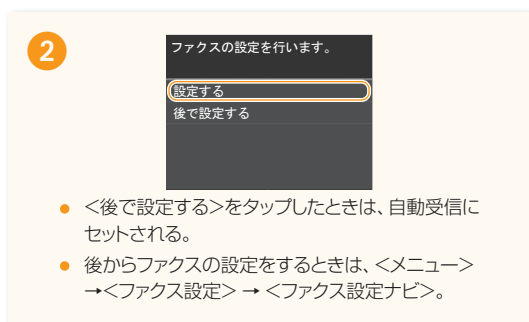 2
ファクスの設定を行います。
設定する
後で設定する
● <後で設定する>をタップしたときは、自動受信に
セットされる。
● 後からファクスの設定をするときは、<メニュー>
→<ファクス設定> → <ファクス設定ナビ>。